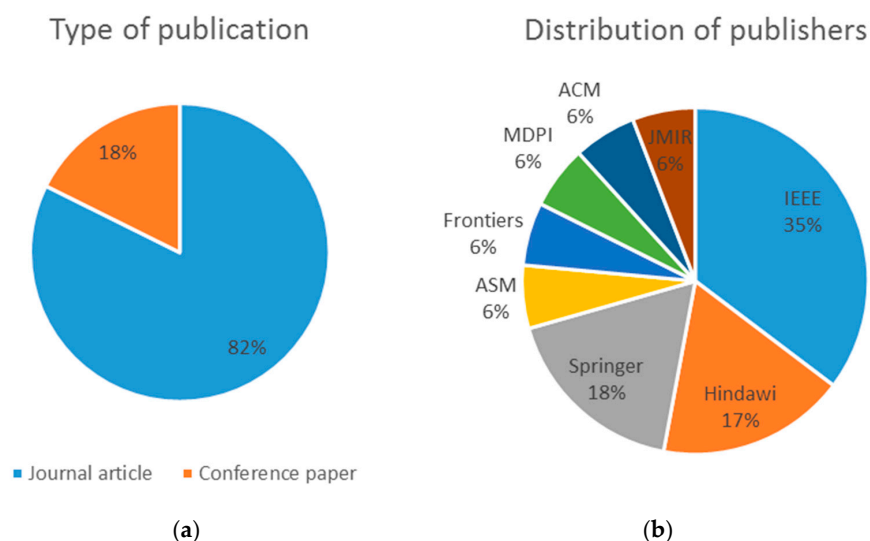 Type of publication
18%
82%
Journal article
Conference paper
(a)
Distribution of publishers
ACM
6%
JMIR
6%
MDPI
6%
IEEE
35%
Frontiers
6%
ASM
6%
Springer
18%
Hindawi
17%
(b)